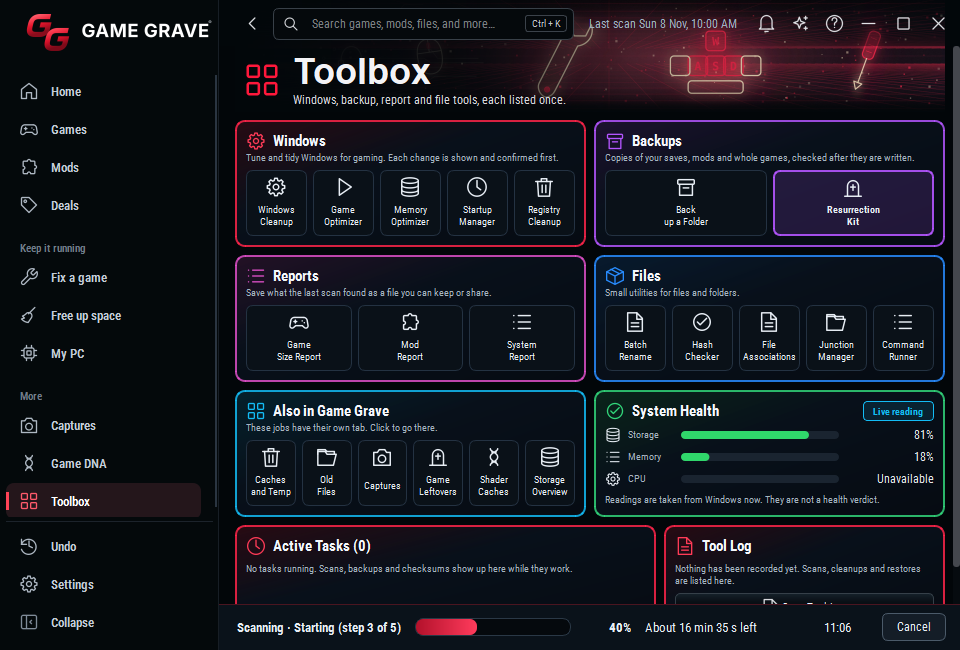 GG GAME GRAVE
Search games, mods, files, and more...
Ctrl + K
Last scan Sun 8 Nov, 10:00 AM
Home
Games
Mods
Deals
Keep it running
Fix a game
Free up space
My PC
More
Captures
Game DNA
Toolbox
Undo
Settings
Collapse
Toolbox
Windows, backup, report and file tools, each listed once.
Windows
Tune and tidy Windows for gaming. Each change is shown and confirmed first.
Windows
Cleanup
Game
Optimizer
Memory
Optimizer
Startup
Manager
Registry
Cleanup
Backups
Copies of your saves, mods and whole games, checked after they are written.
Back
up a Folder
Resurrection
Kit
Reports
Save what the last scan found as a file you can keep or share.
Game
Size Report
Mod
Report
System
Report
Files
Small utilities for files and folders.
Batch
Rename
Hash
Checker
File
Associations
Junction
Manager
Command
Runner
Also in Game Grave
These jobs have their own tab. Click to go there.
Caches
and Temp
Old
Files
Captures
Game
Leftovers
Shader
Caches
Storage
Overview
System Health
Live reading
Storage
81%
Memory
18%
CPU
Unavailable
Readings are taken from Windows now. They are not a health verdict.
Active Tasks (0)
No tasks running. Scans, backups and checksums show up here while they work.
Tool Log
Nothing has been recorded yet. Scans, cleanups and restores
are listed here.
Scanning · Starting (step 3 of 5)
40%
About 16 min 35 s left
11:06
Cancel